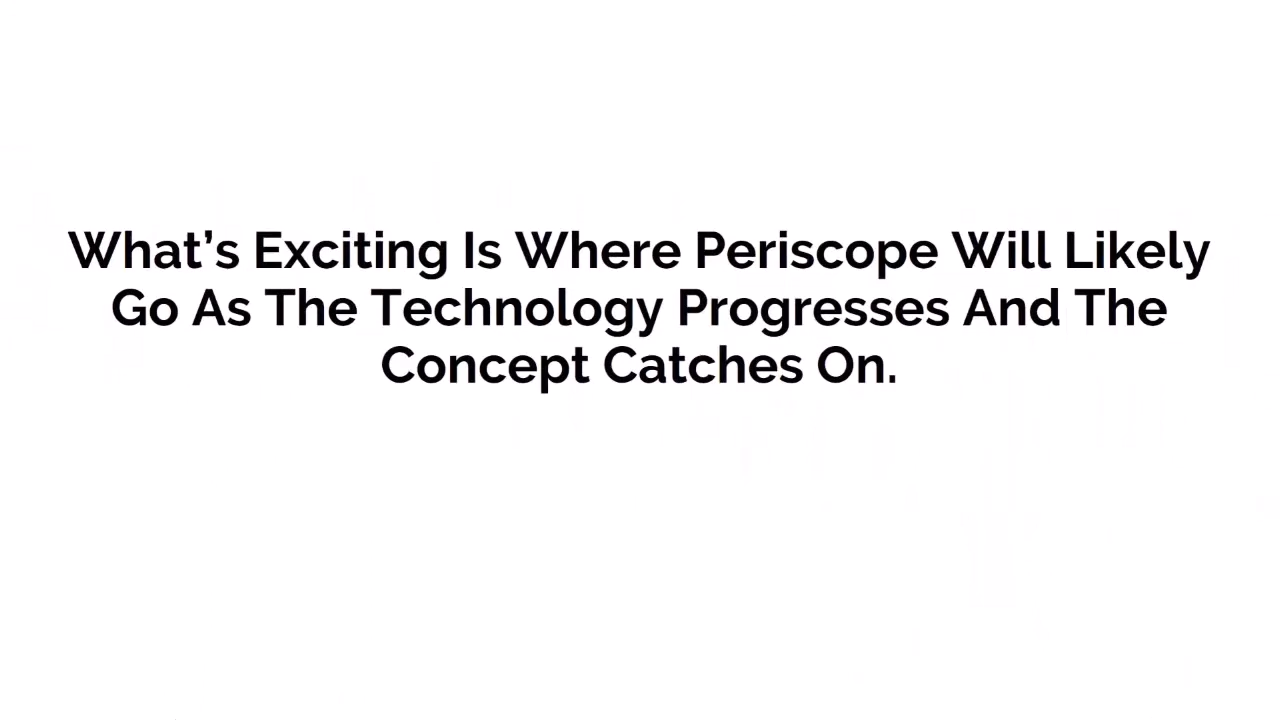 What’s Exciting Is Where Periscope Will Likely
Go As The Technology Progresses And The
Concept Catches On.